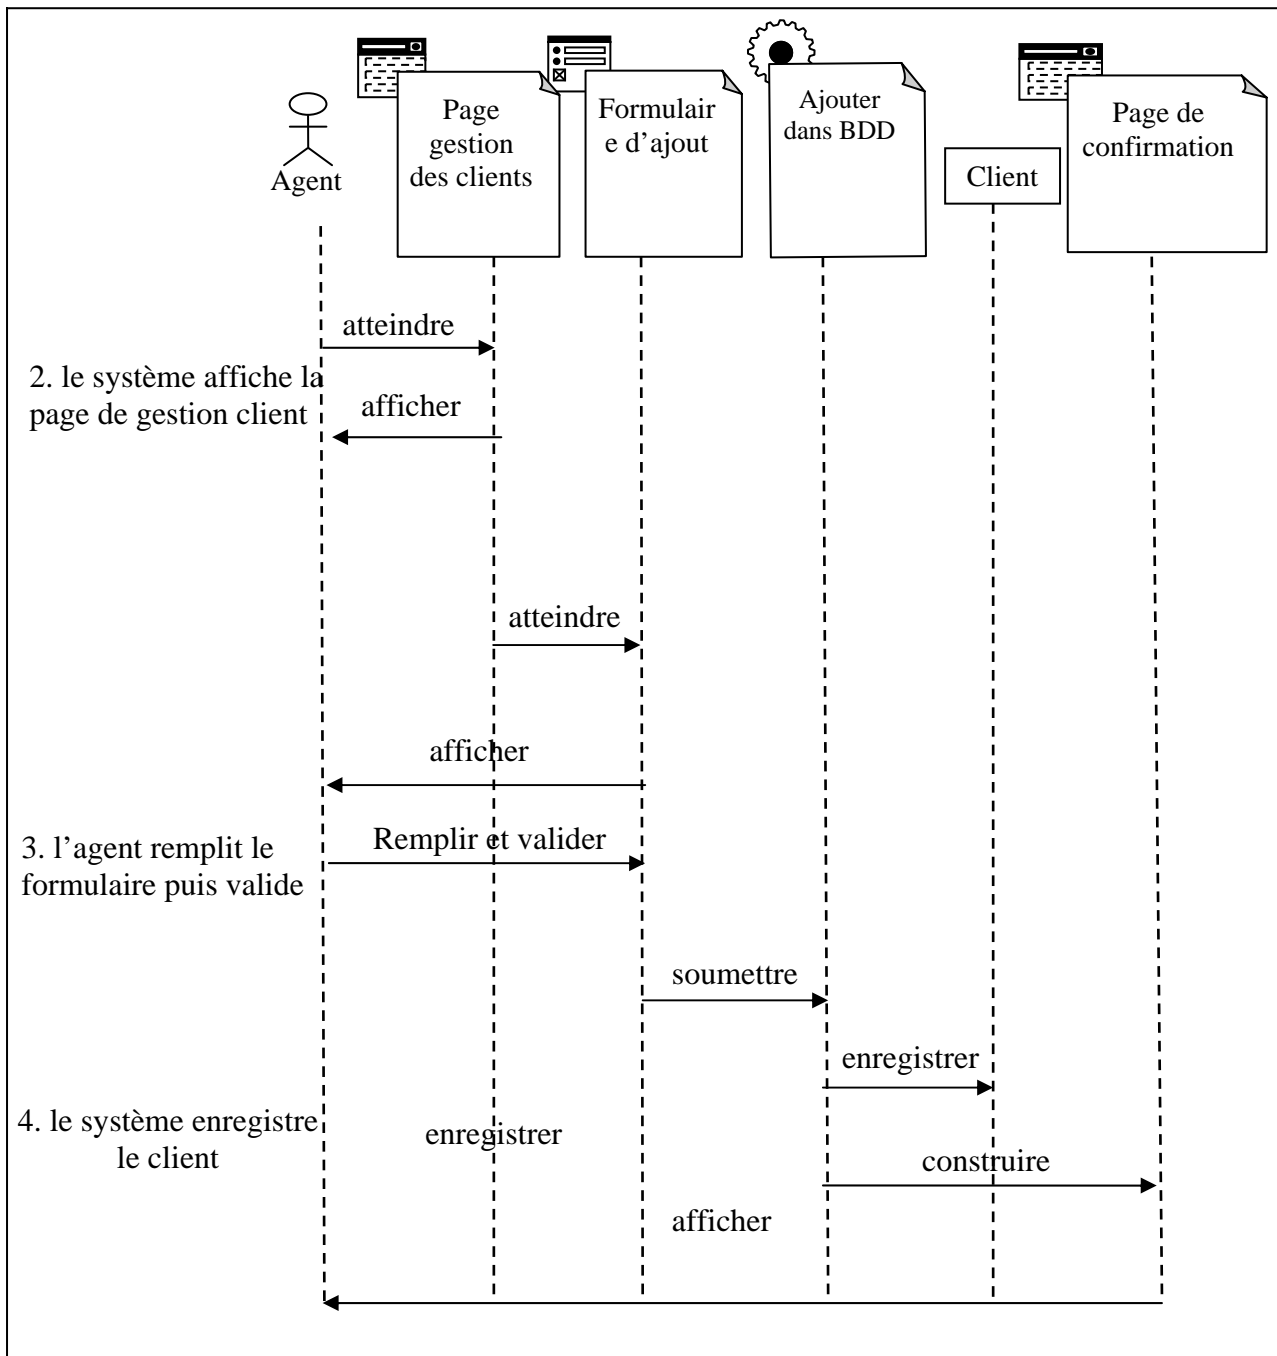 Page
gestion
des clients
Formulair
e d'ajout
Ajouter
dans BDD
Page de
confirmation
Agent
Client
atteindre
2. le système affiche la
page de gestion client
afficher
atteindre
afficher
Remplir et valider
3. l'agent remplit le
formulaire puis valide
soumettre
enregistrer
4. le système enregistre
le client
enregistrer
construire
afficher